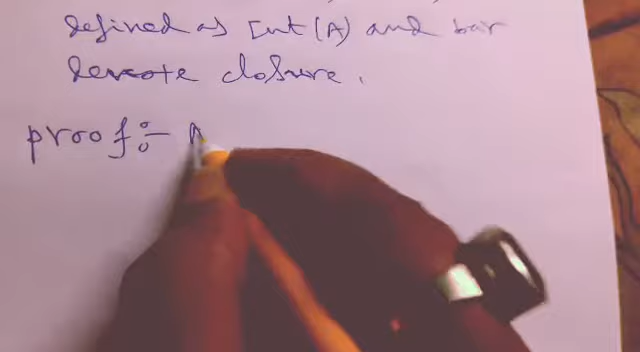 defined as Int(A) and bar
denote closure.
proof:- A